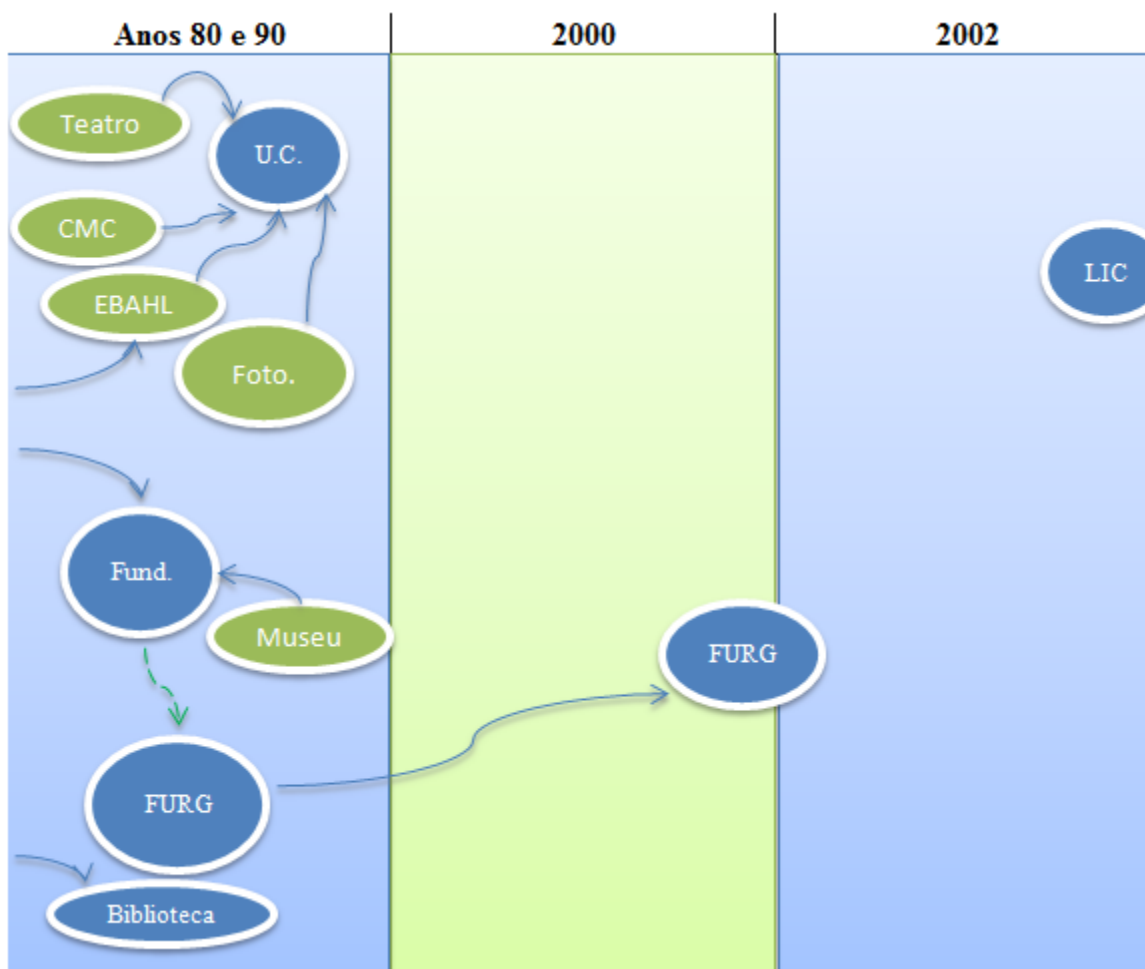 Anos 80 e 90
2000
2002
Teatro
U.C.
CMC
LIC
EBAHL
Foto.
Fund.
Museu
FURG
FURG
Biblioteca